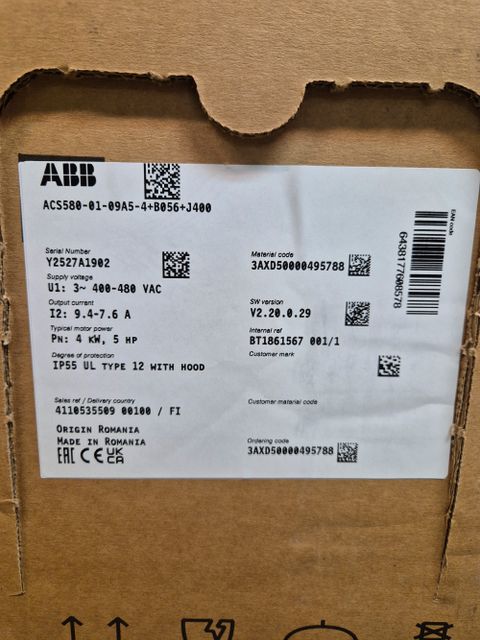 ABB
ACS580-01-09A5-4+B056+J400
Serial Number
Y2527A1902
Supply voltage
U1: 3~ 400-480 VAC
Output current
I2: 9.4-7.6 A
Typical motor power
PN: 4 kW, 5 HP
Degree of protection
IP55 UL TYPE 12 WITH HOOD
Sales ref / Delivery country
4110535509 00100 / FI
ORIGIN ROMANIA
MADE IN ROMANIA
EAC CE UKCA
Material code
3AXD50000495788
SW version
V2.20.0.29
Internal ref
BT1861567 001/1
Customer mark
Customer material code
Ordering code
3AXD50000495788
EAN code
6438177608578